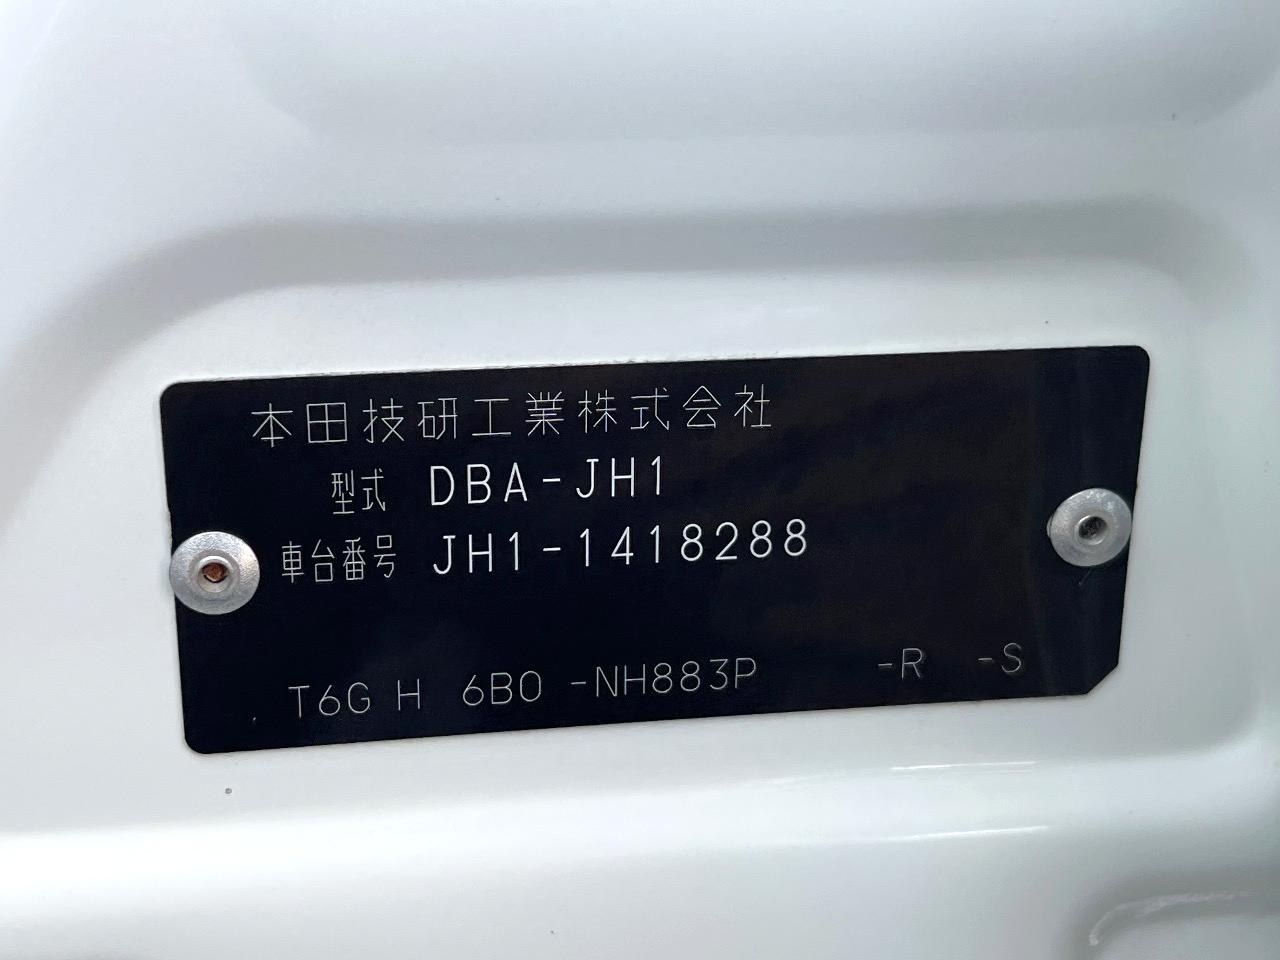 本田技研工業株式会社
型式 DBA-JH1
車台番号 JH1-1418288
T6G H 6B0 -NH883P -R -S